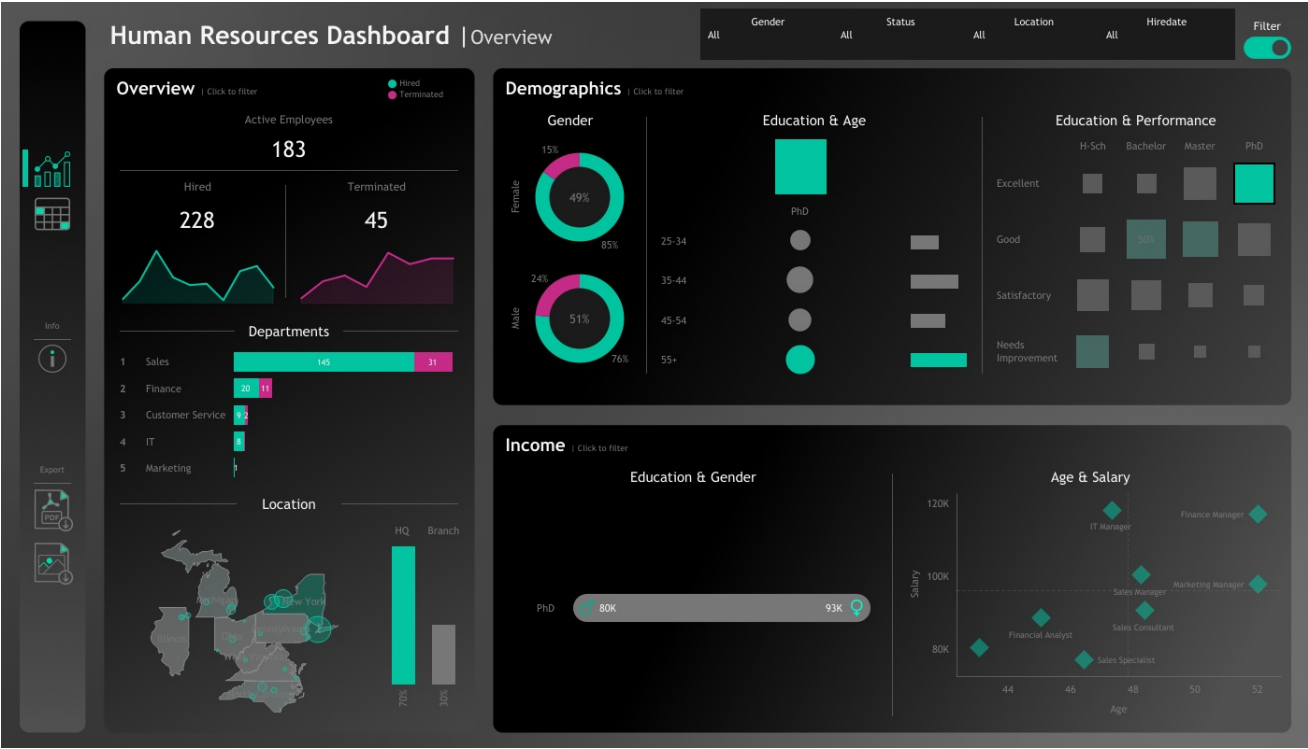 Human Resources Dashboard | Overview
Gender
All
Status
All
Location
All
Hiredate
All
Filter
Info
Export
PDF
Overview | Click to filter
Hired
Terminated
Active Employees
183
Hired
228
Terminated
45
Departments
1 Sales 145 31
2 Finance 20 11
3 Customer Service 9 2
4 IT 8
5 Marketing 1
Location
HQ Branch
Michigan
New York
Pennsylvania
Illinois
Ohio
70% 30%
Demographics | Click to filter
Gender
15%
Female
49%
85%
24%
Male
51%
76%
Education & Age
PhD
25-34
35-44
45-54
55+
Education & Performance
H-Sch Bachelor Master PhD
Excellent
Good 50%
Satisfactory
Needs
Improvement
Income | Click to filter
Education & Gender
PhD 80K 93K
Age & Salary
120K
100K
80K
Salary
IT Manager
Finance Manager
Sales Manager
Marketing Manager
Sales Consultant
Financial Analyst
Sales Specialist
44 46 48 50 52
Age